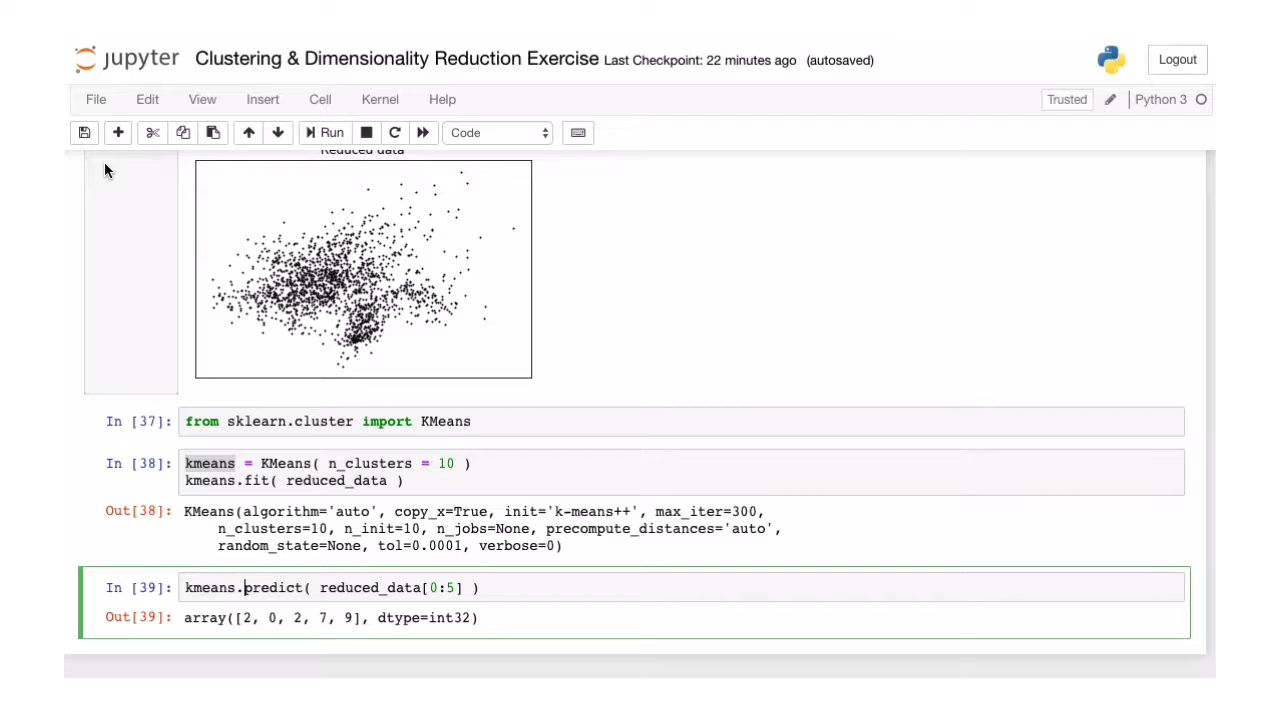 jupyter Clustering & Dimensionality Reduction Exercise Last Checkpoint: 22 minutes ago (autosaved) Logout
File Edit View Insert Cell Kernel Help Trusted Python 3
Run Code
Reduced data
In [37]: from sklearn.cluster import KMeans
In [38]: kmeans = KMeans( n_clusters = 10 )
kmeans.fit( reduced_data )
Out[38]: KMeans(algorithm='auto', copy_x=True, init='k-means++', max_iter=300,
n_clusters=10, n_init=10, n_jobs=None, precompute_distances='auto',
random_state=None, tol=0.0001, verbose=0)
In [39]: kmeans.predict( reduced_data[0:5] )
Out[39]: array([2, 0, 2, 7, 9], dtype=int32)